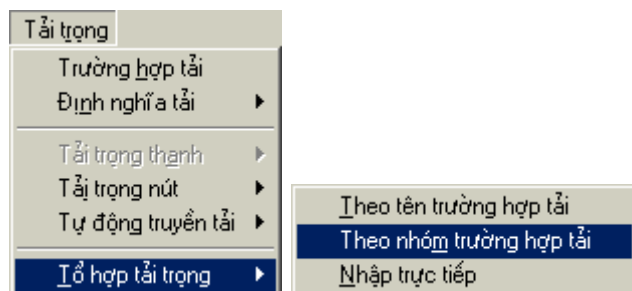 Tải trọng
Trường hợp tải
Định nghĩa tải
Tải trọng thanh
Tải trọng nút
Tự động truyền tải
Tổ hợp tải trọng
Theo tên trường hợp tải
Theo nhóm trường hợp tải
Nhập trực tiếp